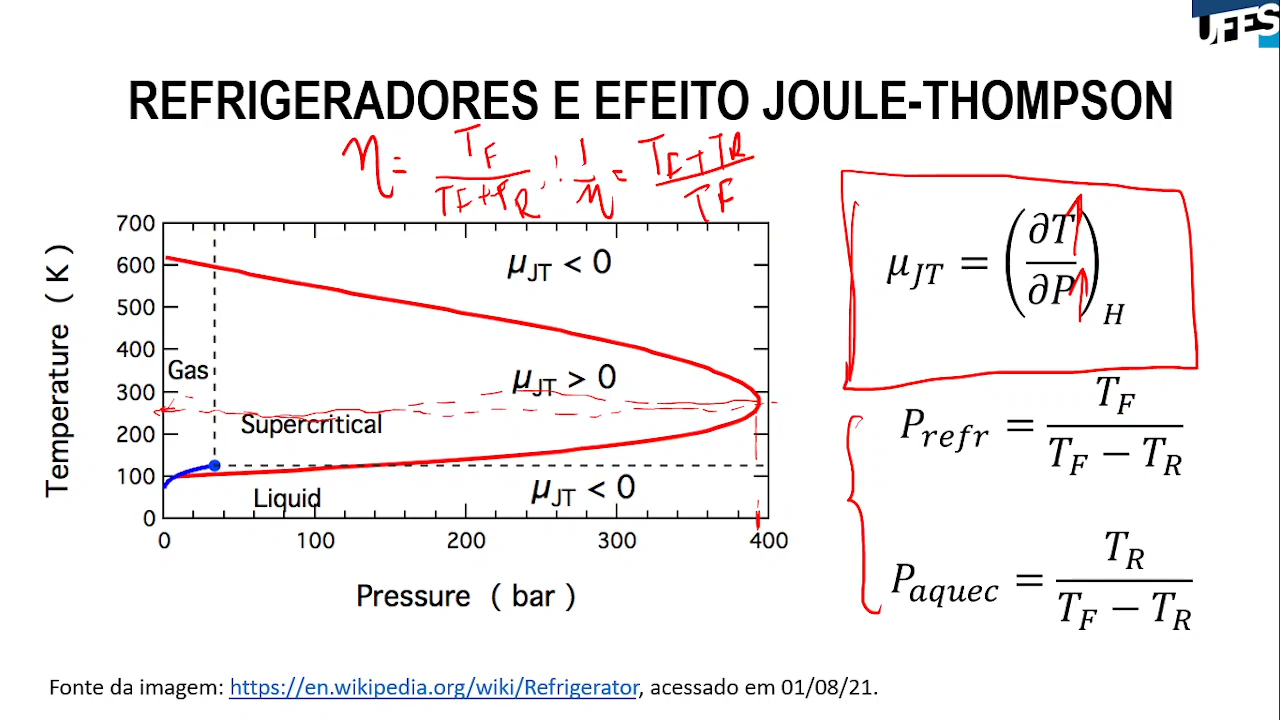 UFES
REFRIGERADORES E EFEITO JOULE-THOMPSON
η = T_F / (T_F + T_R) ∴ 1/η = (T_F + T_R) / T_F
μ_JT = (∂T/∂P)_H
P_refr = T_F / (T_F − T_R)
P_aquec = T_R / (T_F − T_R)
Temperature ( K )
700
600
500
400
300
200
100
0
μ_JT < 0
Gas
μ_JT > 0
Supercritical
Liquid
μ_JT < 0
0 100 200 300 400
Pressure ( bar )
Fonte da imagem: https://en.wikipedia.org/wiki/Refrigerator, acessado em 01/08/21.